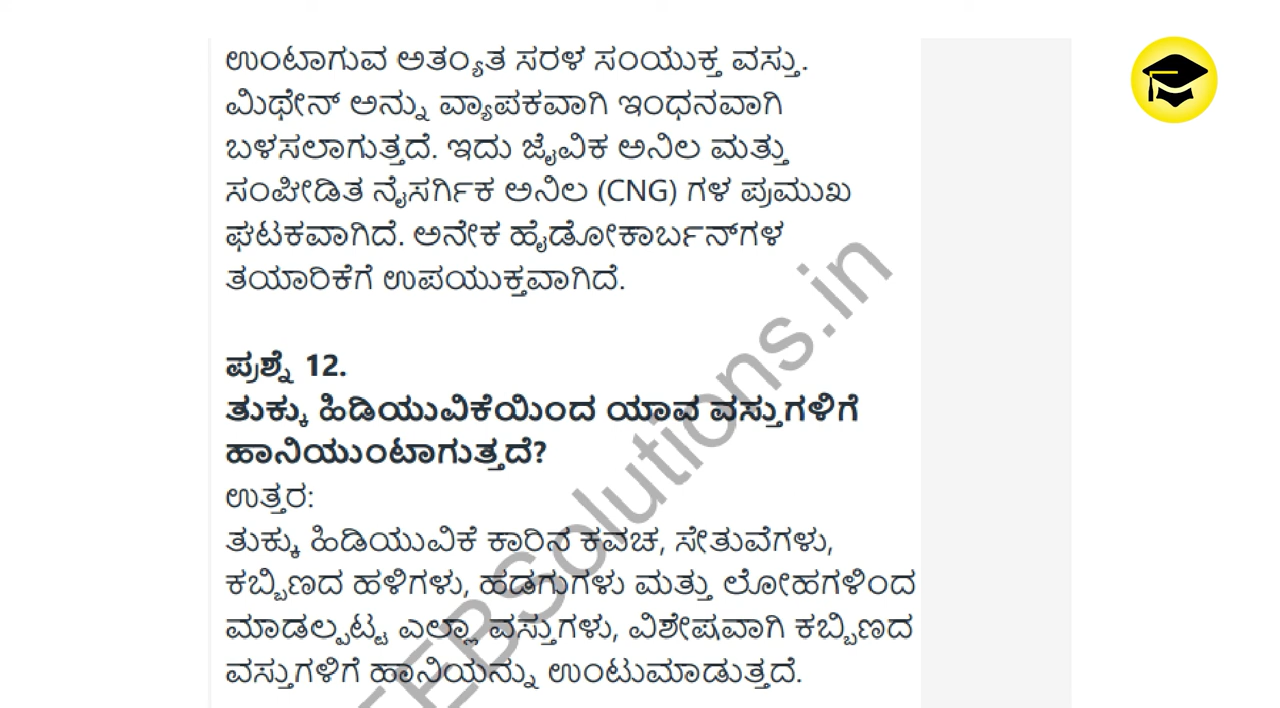 ಉಂಟಾಗುವ ಅತ್ಯಂತ ಸರಳ ಸಂಯುಕ್ತ ವಸ್ತು.
ಮಿಥೇನ್ ಅನ್ನು ವ್ಯಾಪಕವಾಗಿ ಇಂಧನವಾಗಿ
ಬಳಸಲಾಗುತ್ತದೆ. ಇದು ಜೈವಿಕ ಅನಿಲ ಮತ್ತು
ಸಂಪೀಡಿತ ನೈಸರ್ಗಿಕ ಅನಿಲ (CNG) ಗಳ ಪ್ರಮುಖ
ಘಟಕವಾಗಿದೆ. ಅನೇಕ ಹೈಡೋಕಾರ್ಬನ್‌ಗಳ
ತಯಾರಿಕೆಗೆ ಉಪಯುಕ್ತವಾಗಿದೆ.
ಪ್ರಶ್ನೆ 12.
ತುಕ್ಕು ಹಿಡಿಯುವಿಕೆಯಿಂದ ಯಾವ ವಸ್ತುಗಳಿಗೆ
ಹಾನಿಯುಂಟಾಗುತ್ತದೆ?
ಉತ್ತರ:
ತುಕ್ಕು ಹಿಡಿಯುವಿಕೆ ಕಾರಿನ ಕವಚ, ಸೇತುವೆಗಳು,
ಕಬ್ಬಿಣದ ಹಳಿಗಳು, ಹಡಗುಗಳು ಮತ್ತು ಲೋಹಗಳಿಂದ
ಮಾಡಲ್ಪಟ್ಟ ಎಲ್ಲಾ ವಸ್ತುಗಳು, ವಿಶೇಷವಾಗಿ ಕಬ್ಬಿಣದ
ವಸ್ತುಗಳಿಗೆ ಹಾನಿಯನ್ನು ಉಂಟುಮಾಡುತ್ತದೆ.
TEBSolutions.in